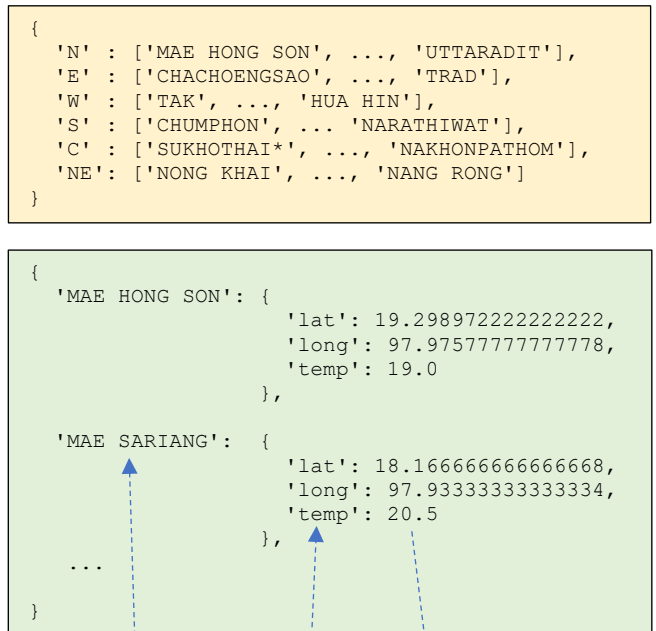 {
'N' : ['MAE HONG SON', ..., 'UTTARADIT'],
'E' : ['CHACHOENGSAO', ..., 'TRAD'],
'W' : ['TAK', ..., 'HUA HIN'],
'S' : ['CHUMPHON', ... 'NARATHIWAT'],
'C' : ['SUKHOTHAI*', ..., 'NAKHONPATHOM'],
'NE': ['NONG KHAI', ..., 'NANG RONG']
}
{
'MAE HONG SON': {
'lat': 19.298972222222222,
'long': 97.97577777777778,
'temp': 19.0
},
'MAE SARIANG': {
'lat': 18.166666666666668,
'long': 97.93333333333334,
'temp': 20.5
},
...
}